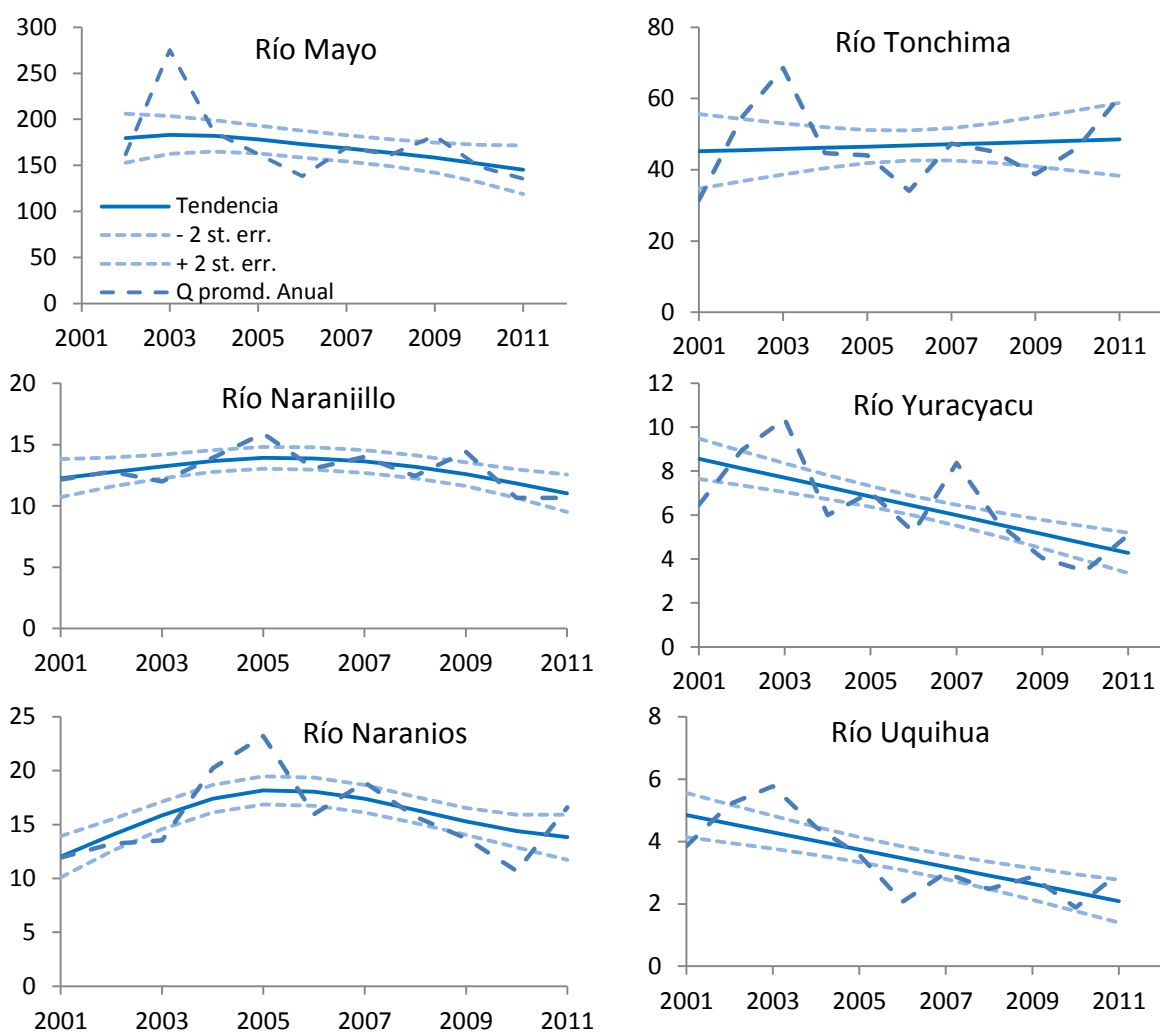 Río Mayo
300
250
200
150
100
50
0
Tendencia
- 2 st. err.
+ 2 st. err.
Q promd. Anual
2001 2003 2005 2007 2009 2011
Río Tonchima
80
60
40
20
0
2001 2003 2005 2007 2009 2011
Río Naranjillo
20
15
10
5
0
2001 2003 2005 2007 2009 2011
Río Yuracyacu
12
10
8
6
4
2
0
2001 2003 2005 2007 2009 2011
Río Naranios
25
20
15
10
5
0
2001 2003 2005 2007 2009 2011
Río Uquihua
8
6
4
2
0
2001 2003 2005 2007 2009 2011